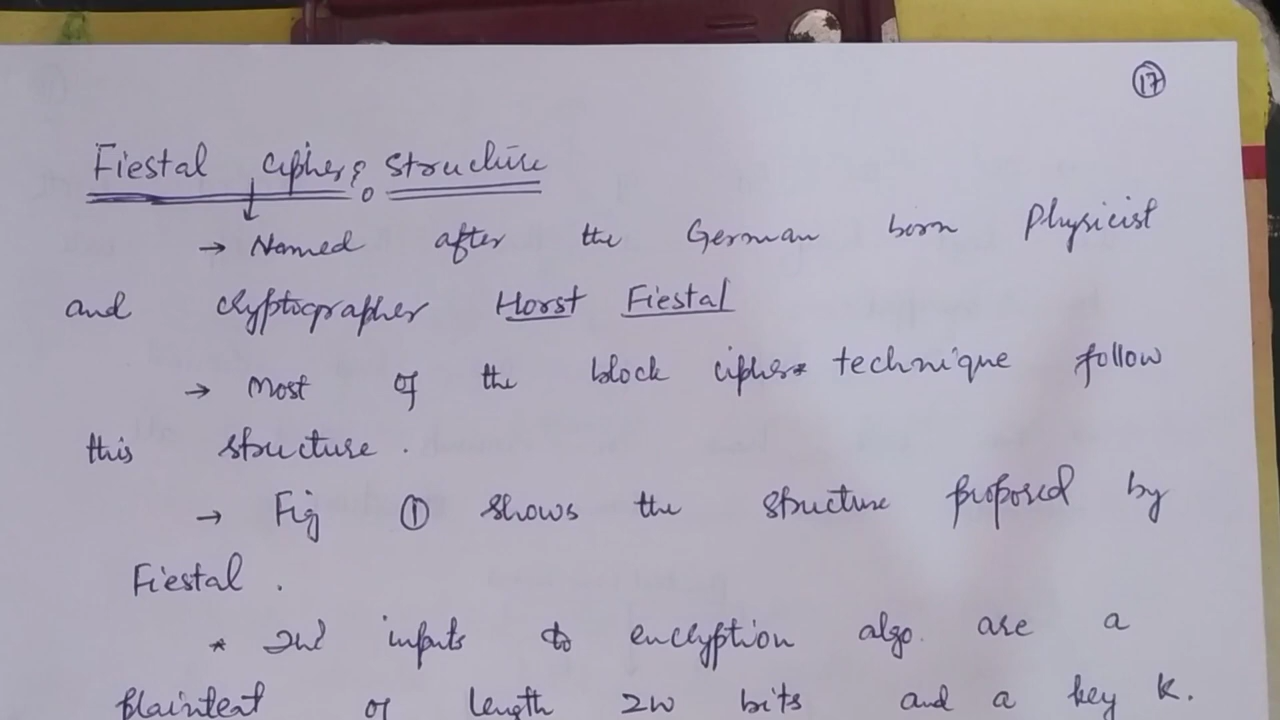 17
Fiestal cipher structure
→ Named after the German born Physicist
and cryptographer Horst Fiestal
→ Most of the block cipher technique follow
this structure.
→ Fig ① shows the structure proposed by
Fiestal.
* inputs to encryption algo. are a
plaintext of length 2w bits and a key K.